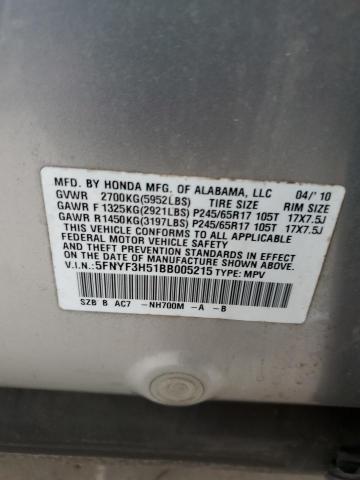 MFD. BY HONDA MFG. OF ALABAMA, LLC 04/'10
GVWR 2700KG(5952LBS) TIRE SIZE RIM SIZE
GAWR F 1325KG(2921LBS) P245/65R17 105T 17X7.5J
GAWR R 1450KG(3197LBS) P245/65R17 105T 17X7.5J
THIS VEHICLE CONFORMS TO ALL APPLICABLE
FEDERAL MOTOR VEHICLE SAFETY
AND THEFT PREVENTION STANDARDS IN EFFECT ON
THE DATE OF MANUFACTURE SHOWN ABOVE.
V.I.N.: 5FNYF3H51BB005215 TYPE: MPV
SZB B AC7 -NH700M -A -B